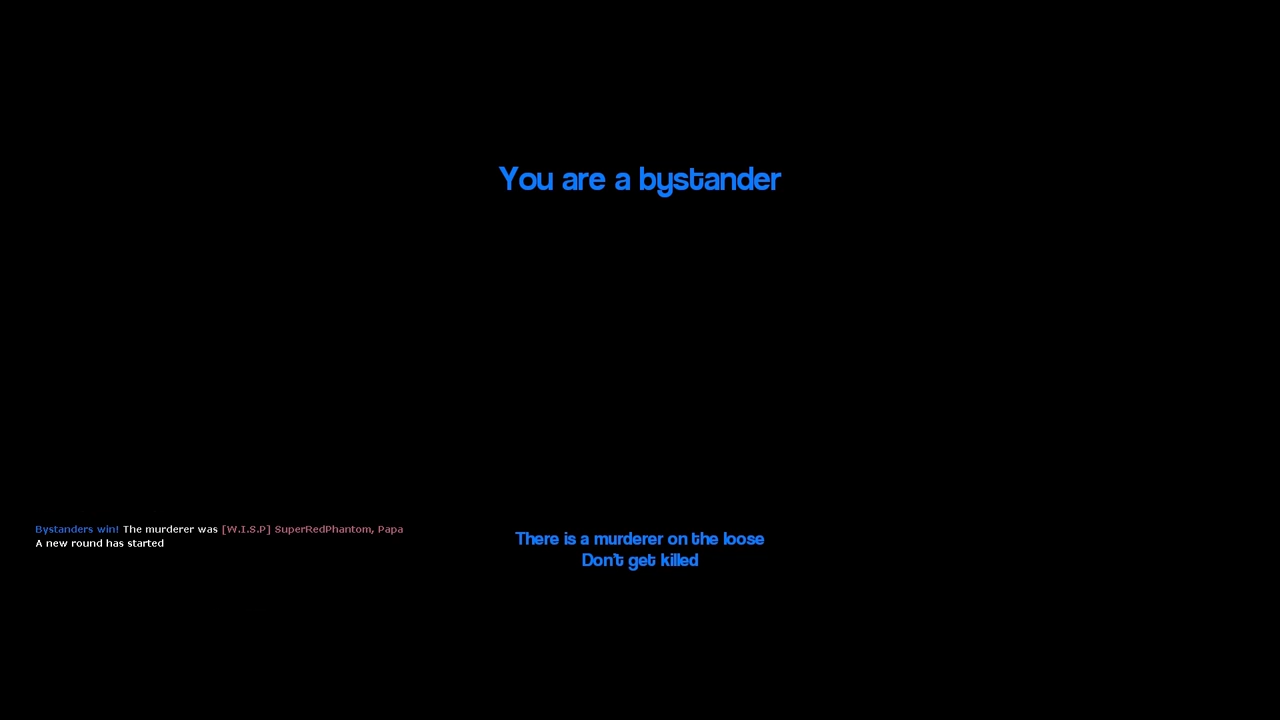 You are a bystander
Bystanders win! The murderer was [W.I.S.P] SuperRedPhantom, Papa
A new round has started
There is a murderer on the loose
Don't get killed